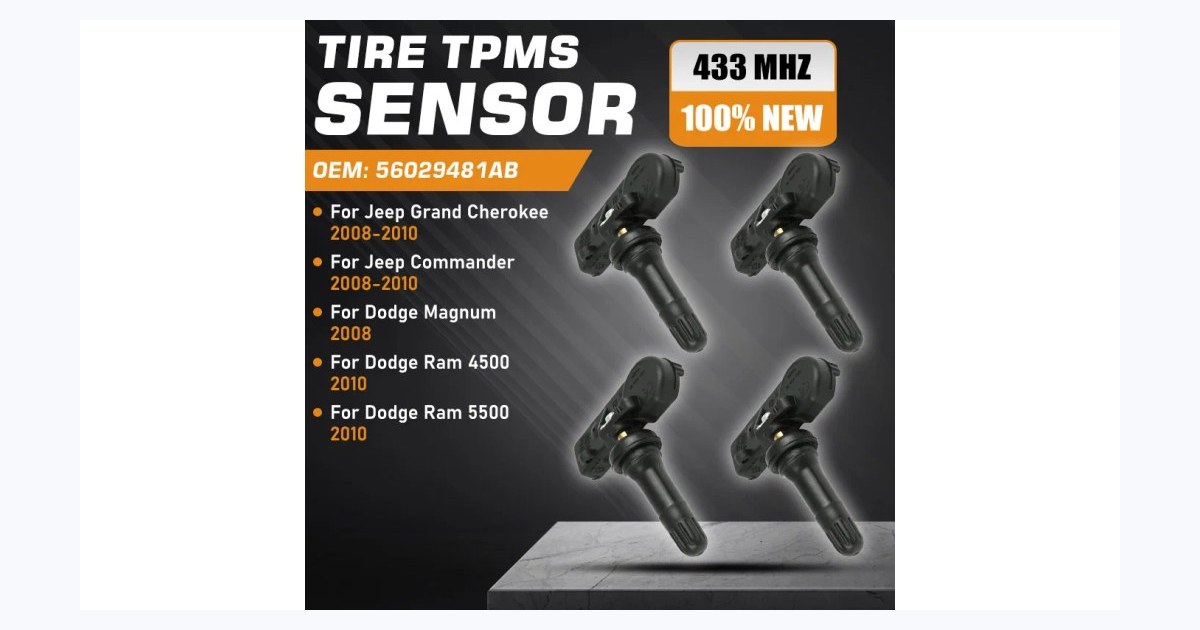 TIRE TPMS
SENSOR
433 MHZ
100% NEW
OEM: 56029481AB
For Jeep Grand Cherokee
2008-2010
For Jeep Commander
2008-2010
For Dodge Magnum
2008
For Dodge Ram 4500
2010
For Dodge Ram 5500
2010